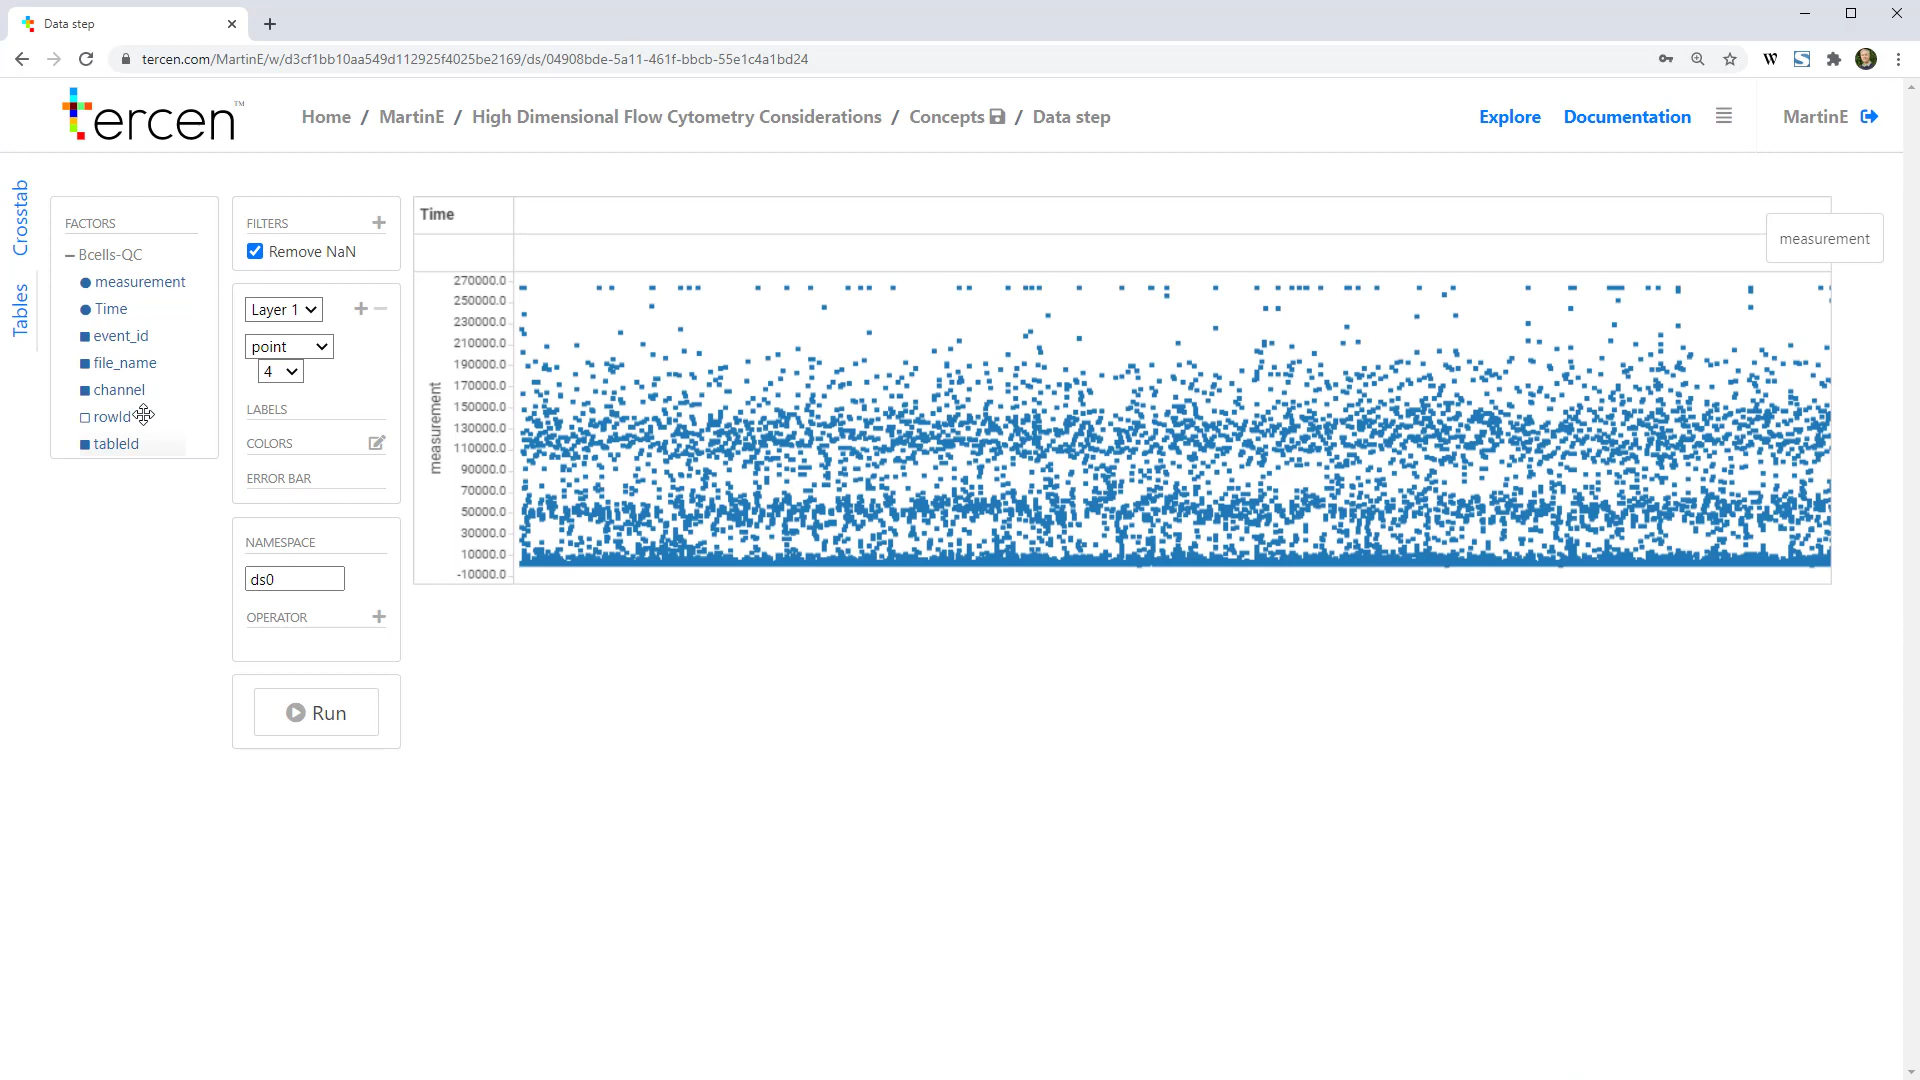 Data step
tercen.com/MartinE/w/d3cf1bb10aa549d112925f4025be2169/ds/04908bde-5a11-461f-bbcb-55e1c4a1bd24
W
S
tercen™
Home / MartinE / High Dimensional Flow Cytometry Considerations / Concepts / Data step
Explore
Documentation
MartinE
Crosstab
Tables
FACTORS
Bcells-QC
measurement
Time
event_id
file_name
channel
rowId
tableId
FILTERS
Remove NaN
Layer 1
point
4
LABELS
COLORS
ERROR BAR
NAMESPACE
ds0
OPERATOR
Run
Time
measurement
measurement
270000.0
250000.0
230000.0
210000.0
190000.0
170000.0
150000.0
130000.0
110000.0
90000.0
70000.0
50000.0
30000.0
10000.0
-10000.0